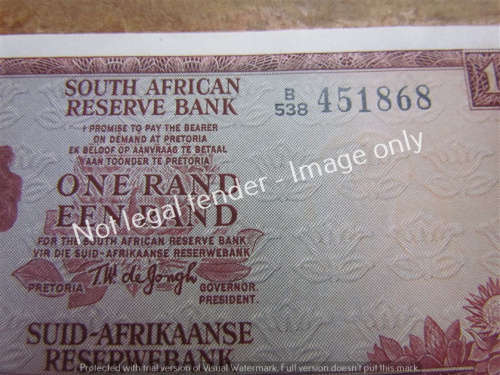 SOUTH AFRICAN
RESERVE BANK
B
538 451868
1
I PROMISE TO PAY THE BEARER
ON DEMAND AT PRETORIA
EK BELOOF OP AANVRAAG TE BETAAL
AAN TOONDER TE PRETORIA
ONE RAND
EEN RAND
Not legal tender - Image only
FOR THE SOUTH AFRICAN RESERVE BANK
VIR DIE SUID-AFRIKAANSE RESERWEBANK
T.W. de Jongh
PRETORIA
GOVERNOR.
PRESIDENT.
SUID-AFRIKAANSE
RESERWEBANK
Protected with trial version of Visual Watermark. Full version doesn't put this mark.